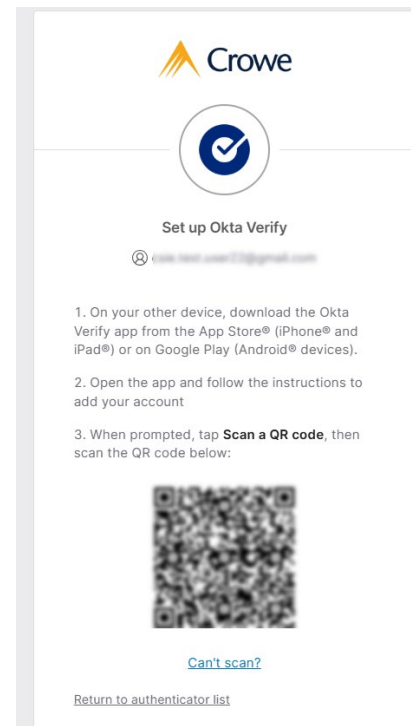 Crowe
Set up Okta Verify
1. On your other device, download the Okta
Verify app from the App Store® (iPhone® and
iPad®) or on Google Play (Android® devices).
2. Open the app and follow the instructions to
add your account
3. When prompted, tap Scan a QR code, then
scan the QR code below:
Can't scan?
Return to authenticator list